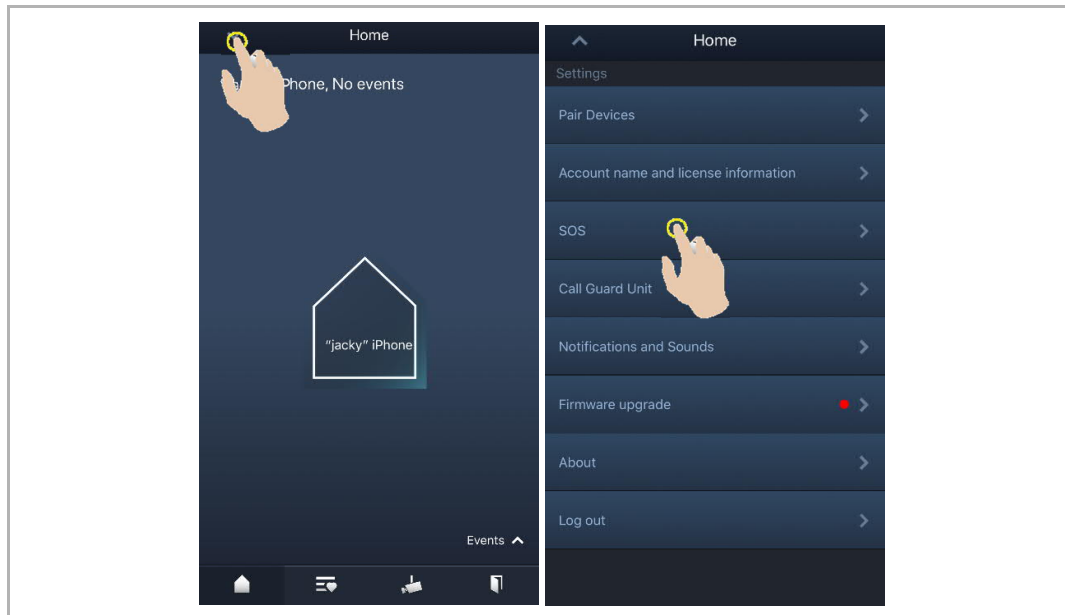 Home
Phone, No events
"jacky" iPhone
Events
Home
Settings
Pair Devices
Account name and license information
SOS
Call Guard Unit
Notifications and Sounds
Firmware upgrade
About
Log out